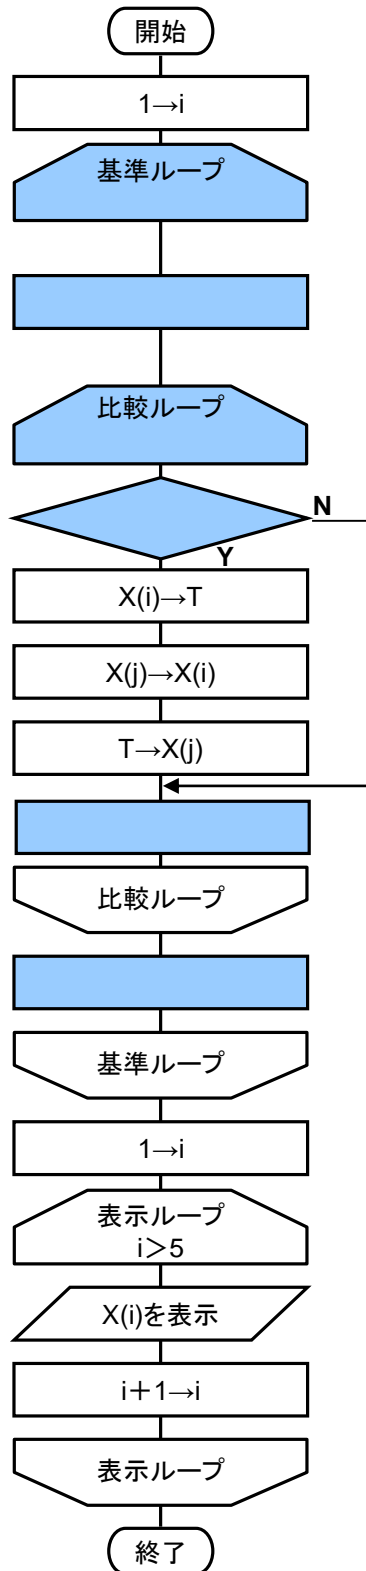 開始
1→i
基準ループ
比較ループ
N
Y
X(i)→T
X(j)→X(i)
T→X(j)
比較ループ
基準ループ
1→i
表示ループ
i＞5
X(i)を表示
i＋1→i
表示ループ
終了